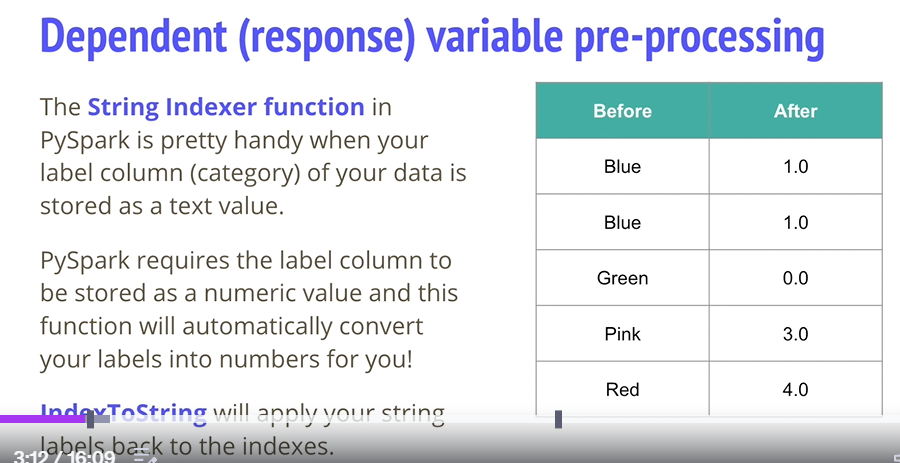 Dependent (response) variable pre-processing
The String Indexer function in
PySpark is pretty handy when your
label column (category) of your data is
stored as a text value.
PySpark requires the label column to
be stored as a numeric value and this
function will automatically convert
your labels into numbers for you!
IndexToString will apply your string
labels back to the indexes.
Before After
Blue 1.0
Blue 1.0
Green 0.0
Pink 3.0
Red 4.0
3:12 / 16:09